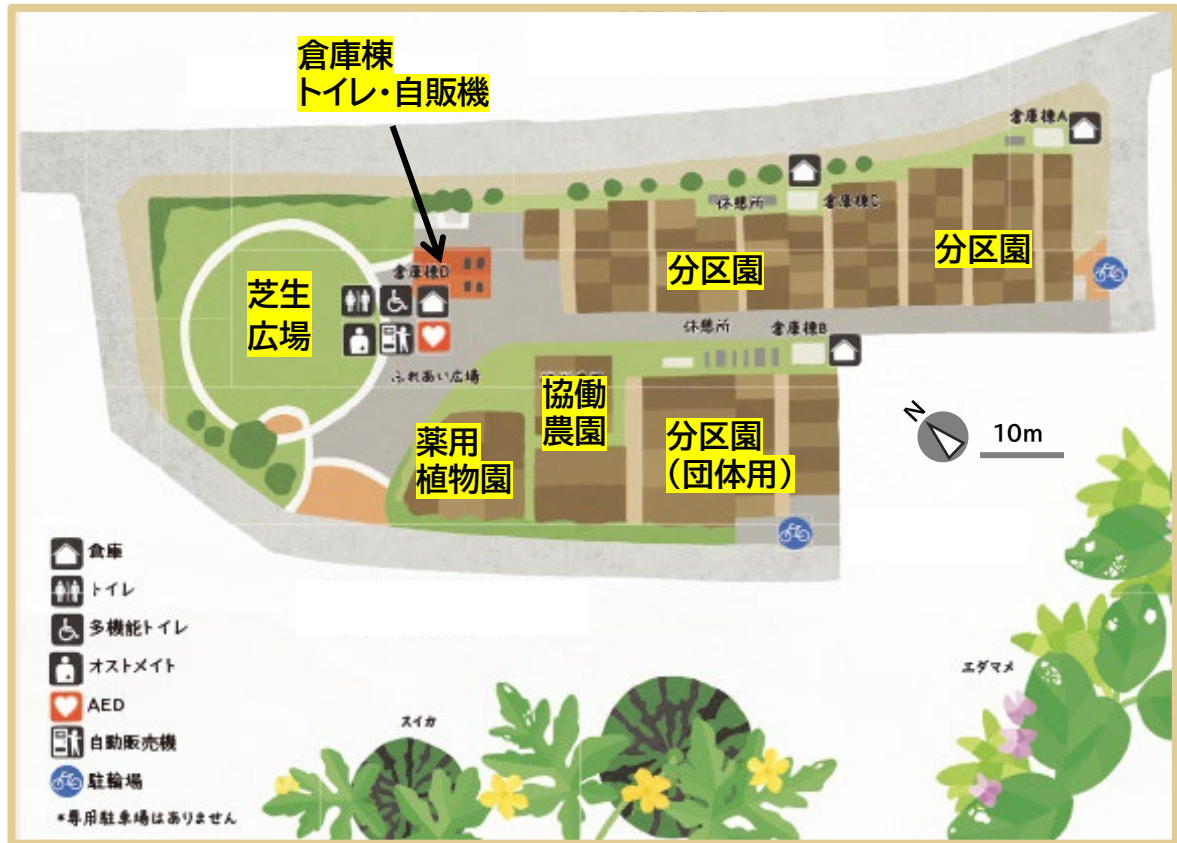 倉庫棟
トイレ・自販機
倉庫棟A
休憩所
倉庫棟C
分区園
分区園
倉庫棟D
芝生
広場
休憩所
倉庫棟B
ふれあい広場
協働
農園
薬用
植物園
分区園
（団体用）
N
10m
倉庫
トイレ
多機能トイレ
オストメイト
AED
自動販売機
駐輪場
*専用駐車場はありません
スイカ
エダマメ